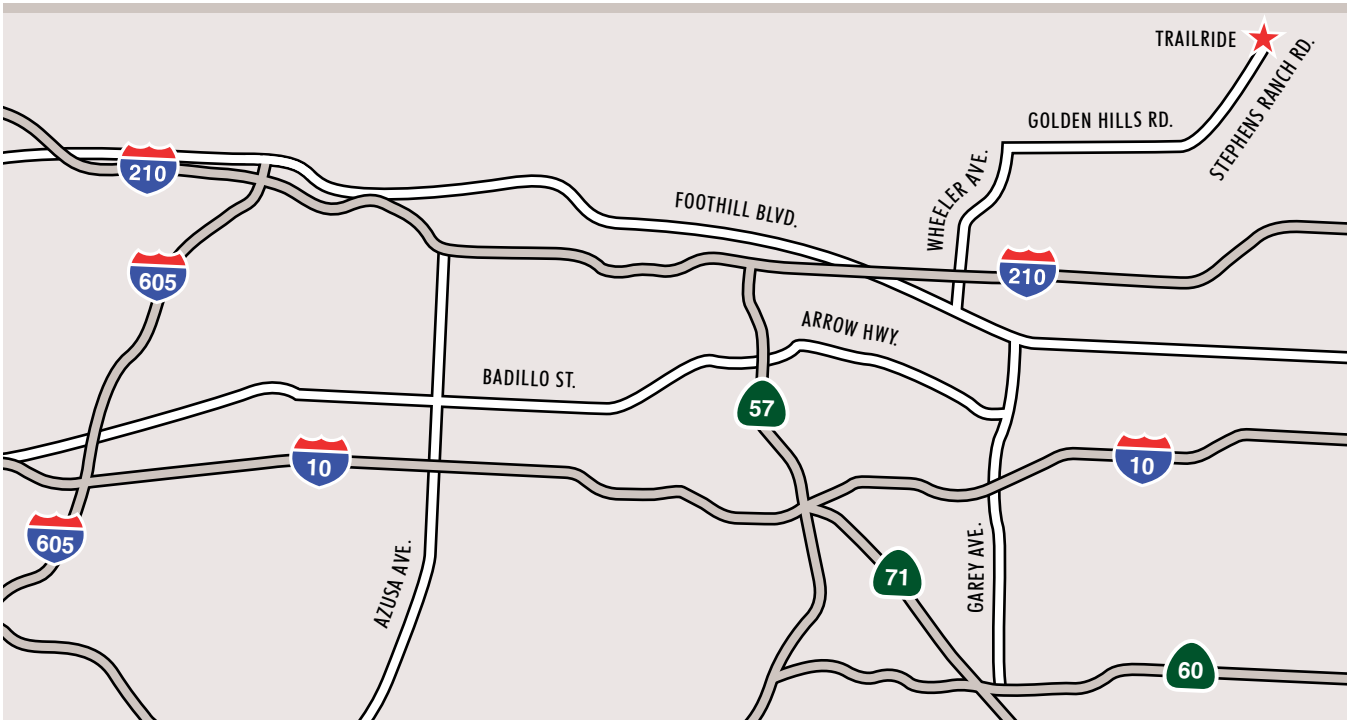 TRAILRIDE
STEPHENS RANCH RD.
GOLDEN HILLS RD.
WHEELER AVE.
210
FOOTHILL BLVD.
605
210
ARROW HWY.
BADILLO ST.
57
10
10
605
AZUSA AVE.
71
GAREY AVE.
60